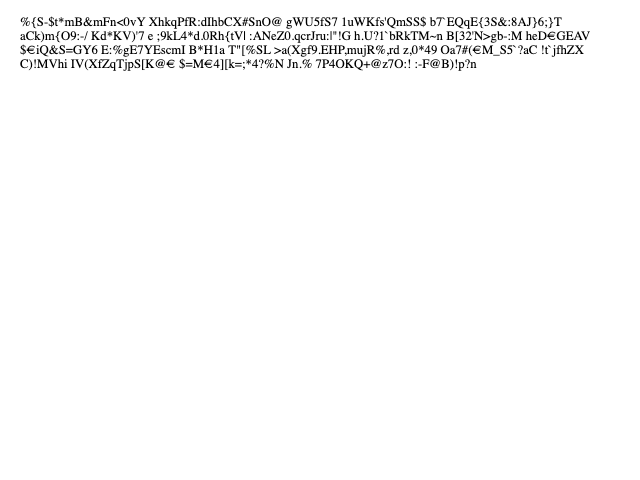 %{S-$t*mB&mFn<0vY XhkqPfR:dIhbCX#SnO@ gWU5fS7 1uWKfs'QmSS$ b7`EQqE{3S&:8AJ}6;}T
aCk)m{O9:-/ Kd*KV)'7 e ;9kL4*d.0Rh{tV| :ANeZ0.qcrJru:|"!G h.U?1`bRkTM~n B[32'N>gb-:M heD€GEAV
$€iQ&S=GY6 E:%gE7YEscmI B*H1a T"[%SL >a(Xgf9.EHP,mujR%,rd z,0*49 Oa7#(€M_S5`?aC !t`jfhZX
C)!MVhi IV(XfZqTjpS[K@€ $=M€4][k=;*4?%N Jn.% 7P4OKQ+@z7O:! :-F@B)!p?n